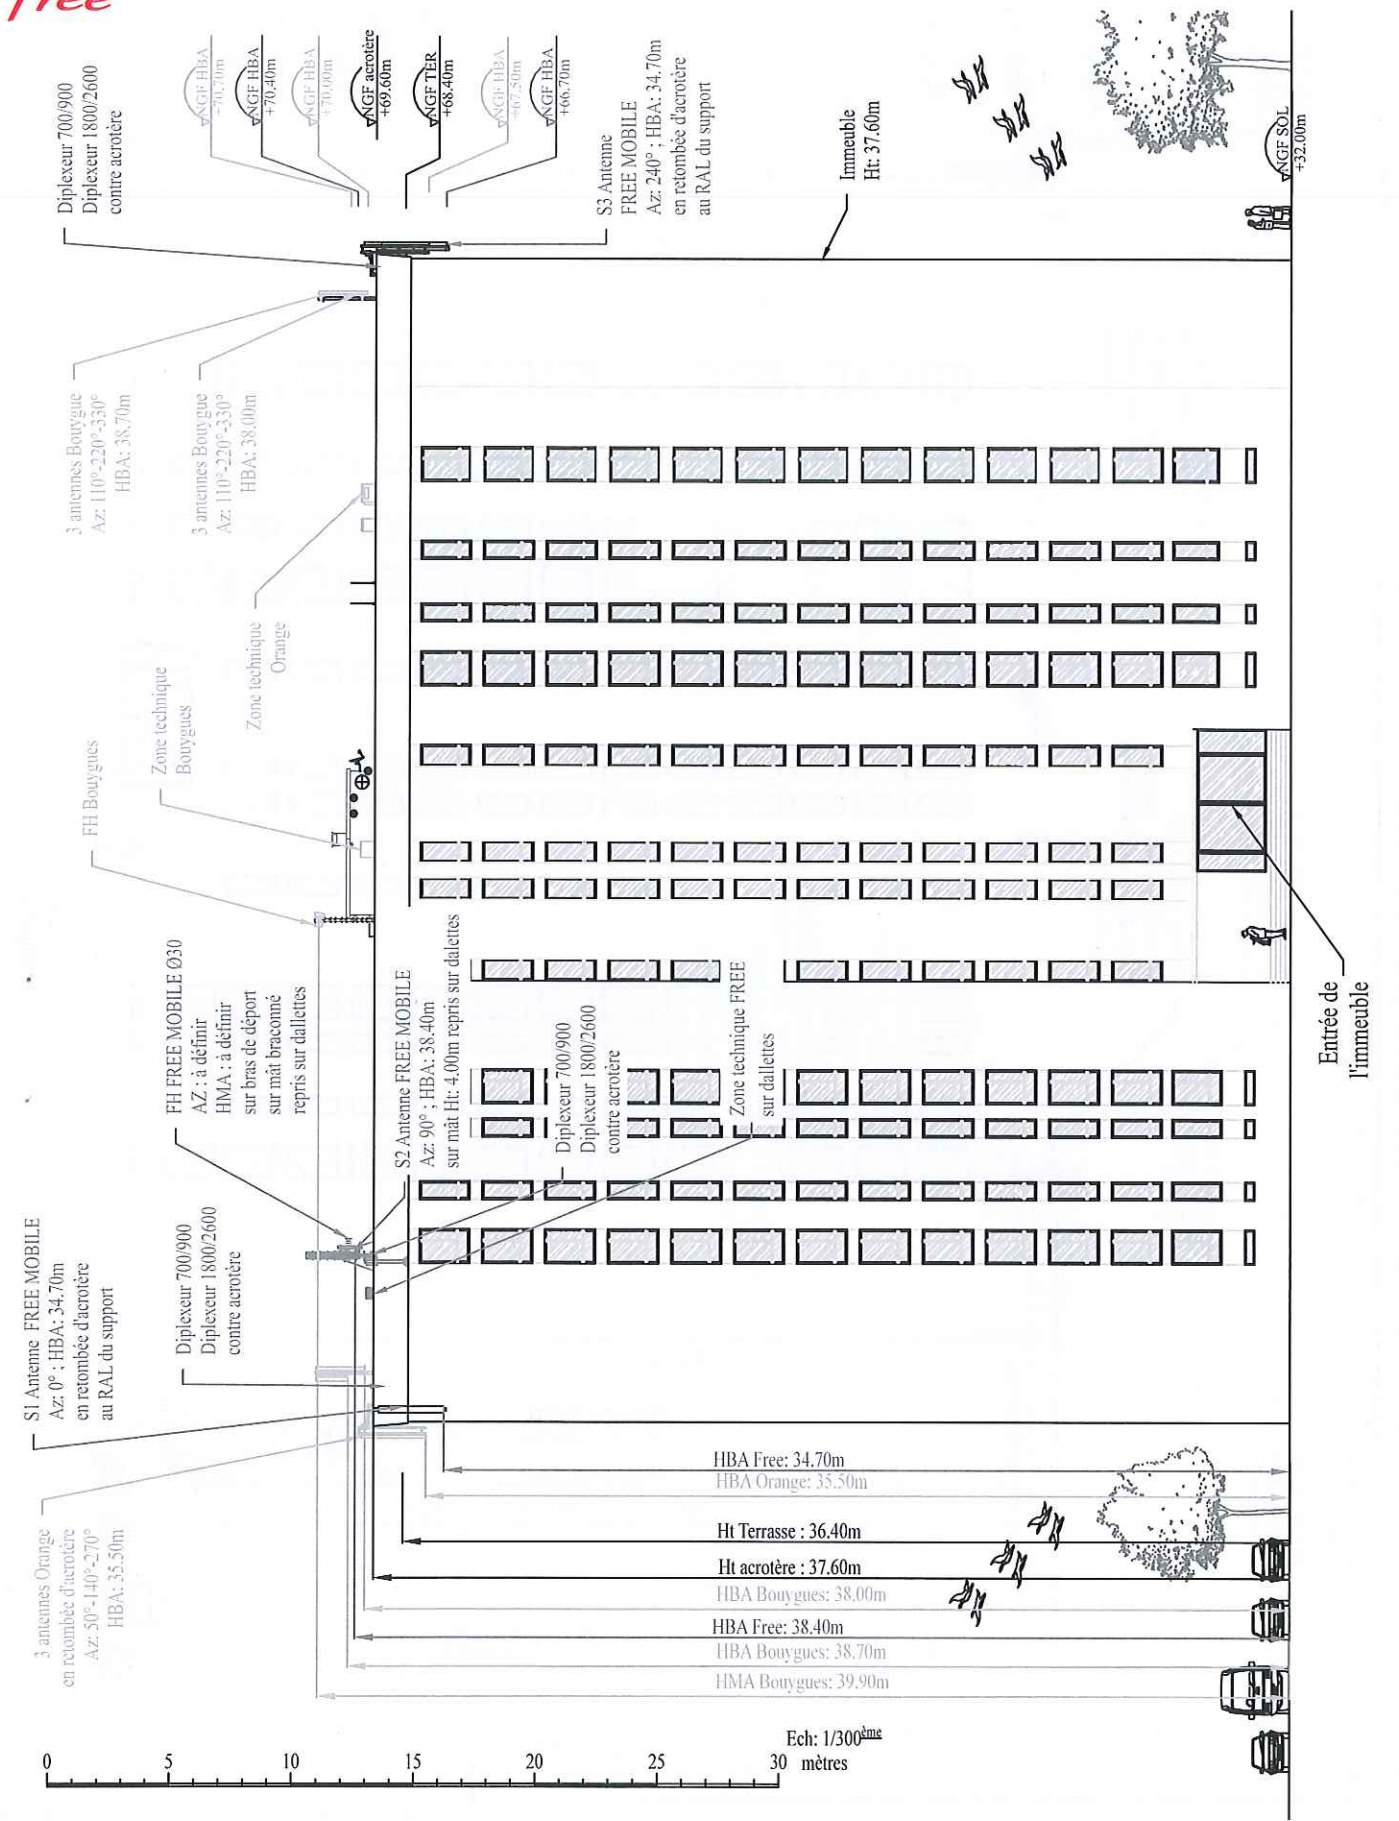 free
Diplexeur 700/900
Diplexeur 1800/2600
contre acrotère
NGF HBA
+70.70m
NGF HBA
+70.40m
NGF HBA
+70.00m
NGF acrotère
+69.60m
NGF TER
+68.40m
NGF HBA
+67.50m
NGF HBA
+66.70m
S3 Antenne
FREE MOBILE
Az: 240° ; HBA: 34.70m
en retombée d'acrotère
au RAL du support
Immeuble
Ht: 37.60m
NGF SOL
+32.00m
3 antennes Bouygue
Az: 110°-220°-330°
HBA: 38.70m
3 antennes Bouygue
Az: 110°-220°-330°
HBA: 38.00m
Zone technique
Orange
Zone technique
Bouygues
FH Bouygues
FH FREE MOBILE Ø30
AZ : à définir
HMA : à définir
sur bras de déport
sur mât braconné
repris sur dallettes
S2 Antenne FREE MOBILE
Az: 90° ; HBA: 38.40m
sur mât Ht: 4.00m repris sur dalettes
Diplexeur 700/900
Diplexeur 1800/2600
contre acrotère
Zone technique FREE
sur dallettes
Entrée de
l'immeuble
S1 Antenne FREE MOBILE
Az: 0° ; HBA: 34.70m
en retombée d'acrotère
au RAL du support
Diplexeur 700/900
Diplexeur 1800/2600
contre acrotère
3 antennes Orange
en retombée d'acrotère
Az: 50°-140°-270°
HBA: 35.50m
HBA Free: 34.70m
HBA Orange: 35.50m
Ht Terrasse : 36.40m
Ht acrotère : 37.60m
HBA Bouygues: 38.00m
HBA Free: 38.40m
HBA Bouygues: 38.70m
HMA Bouygues: 39.90m
Ech: 1/300ème
0 5 10 15 20 25 30 mètres